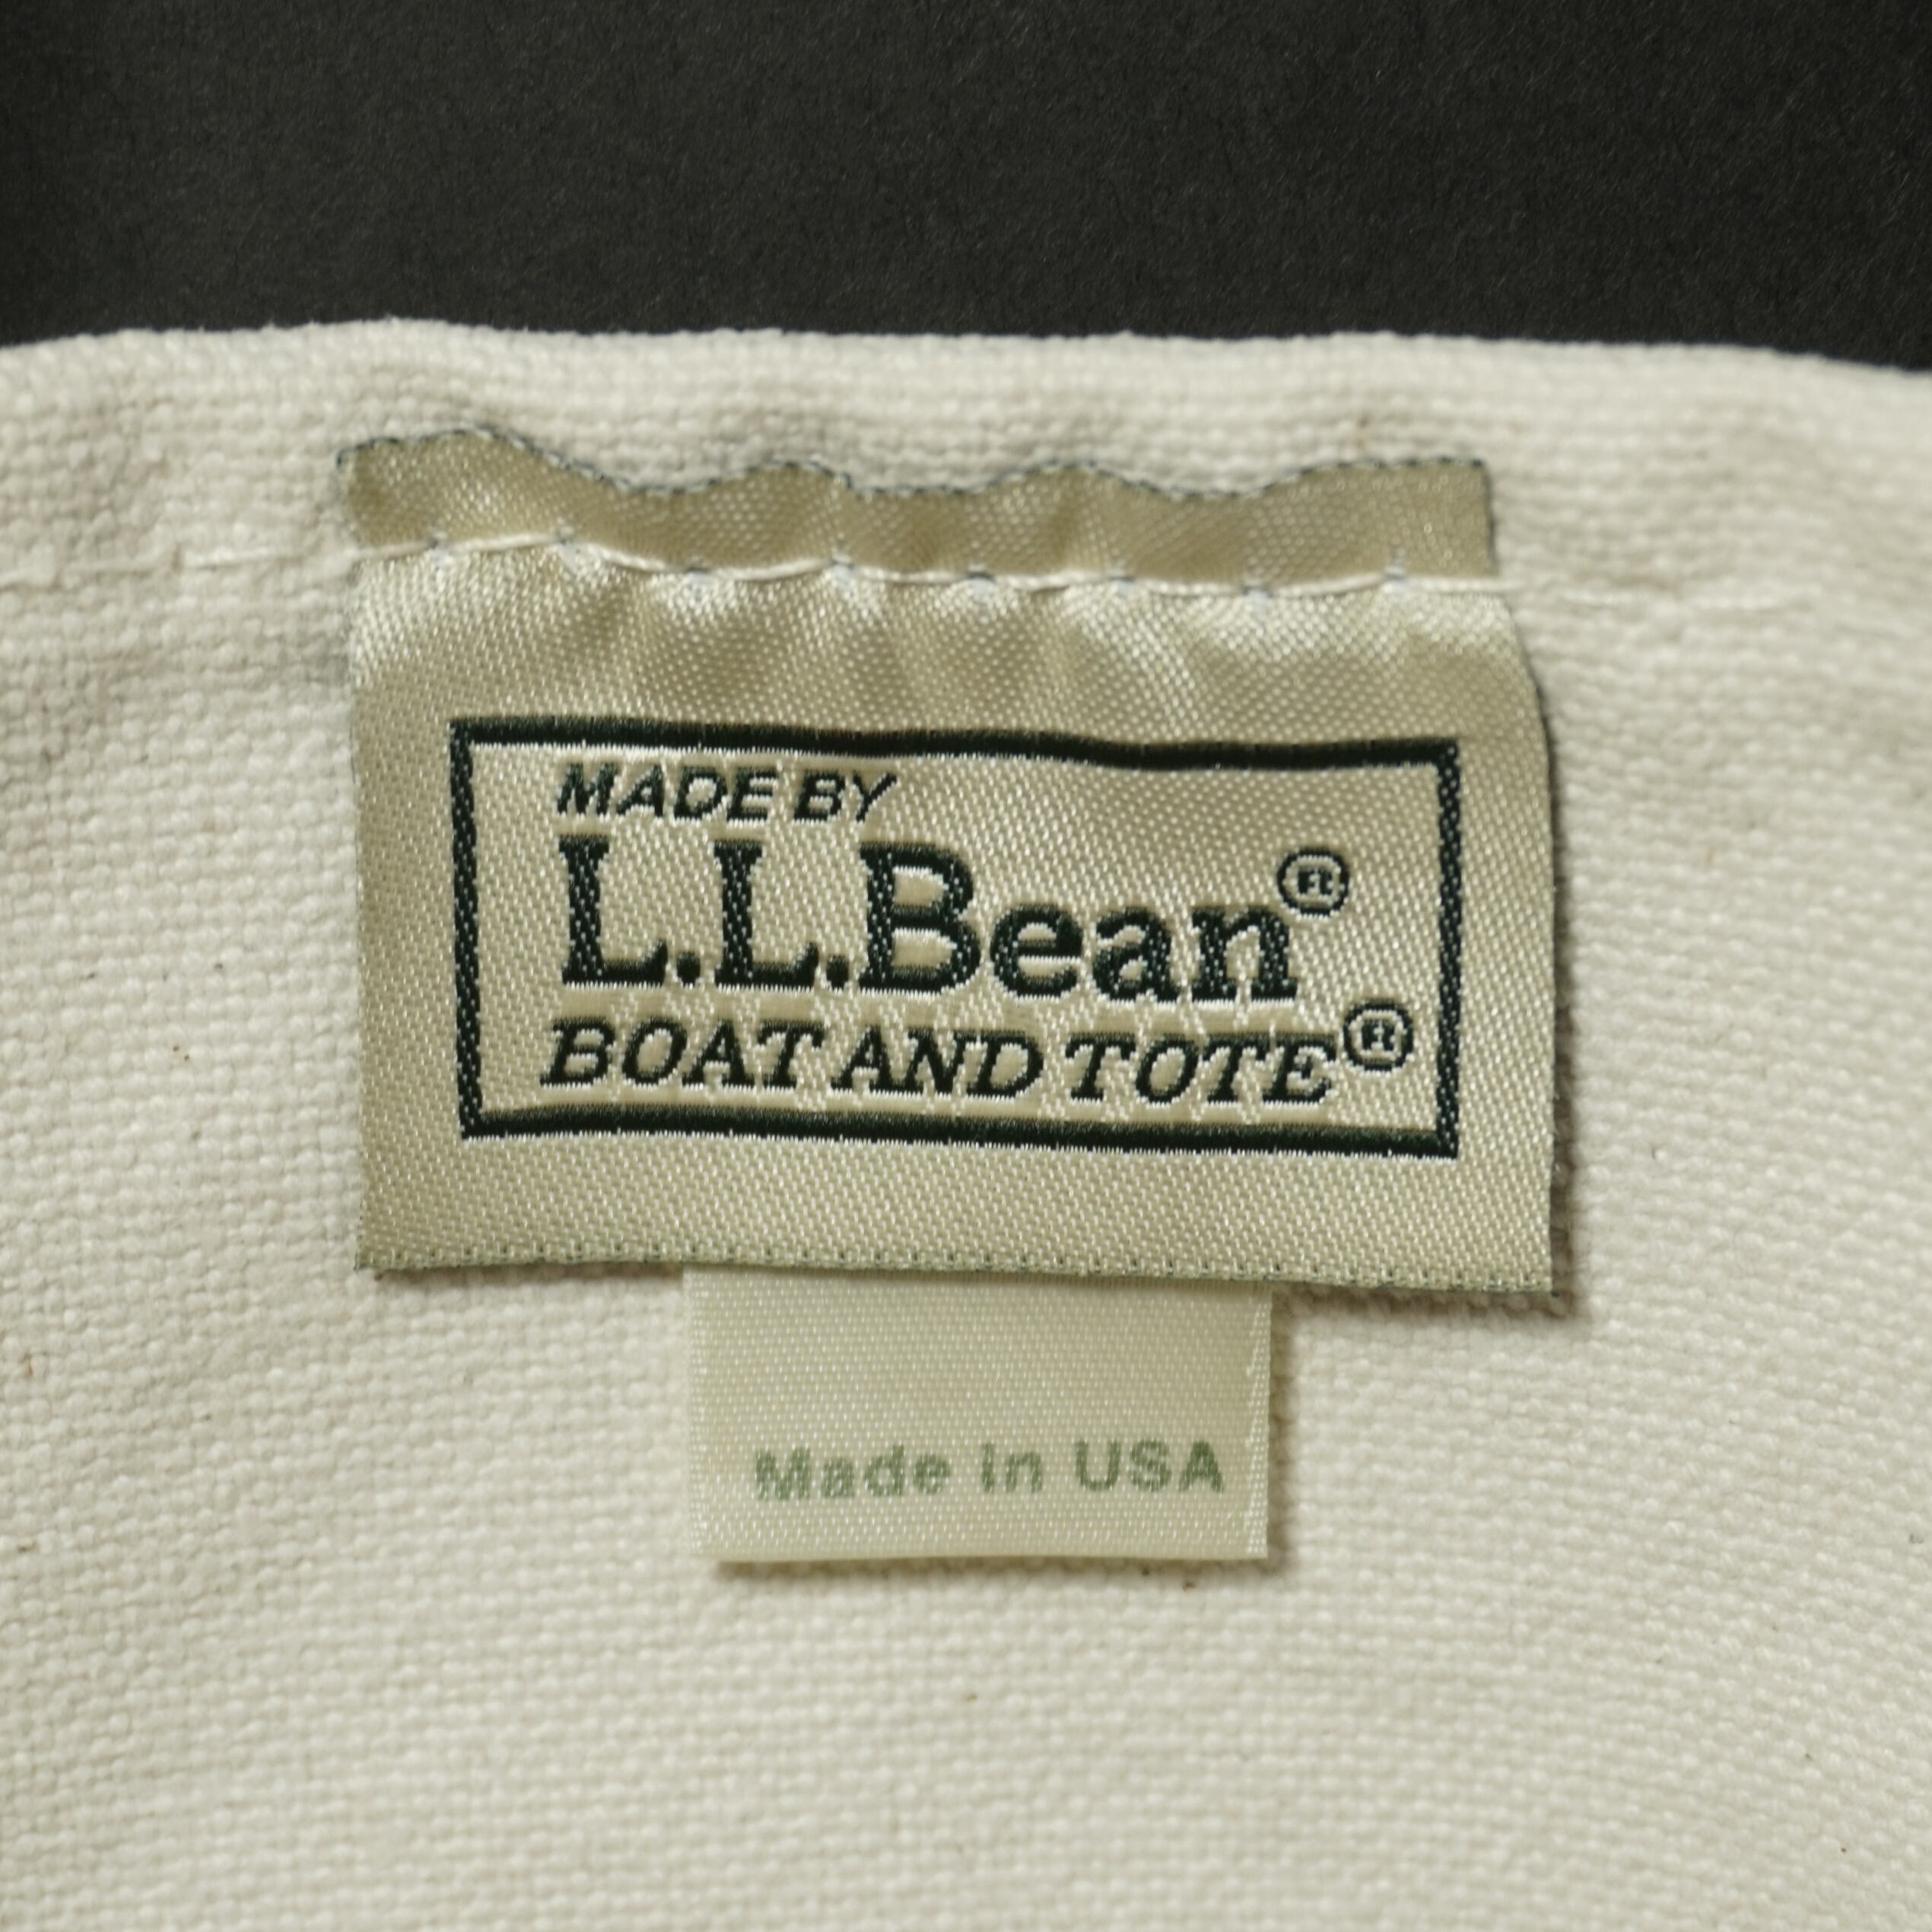 MADE BY
L.L.Bean®
BOAT AND TOTE®
Made in USA